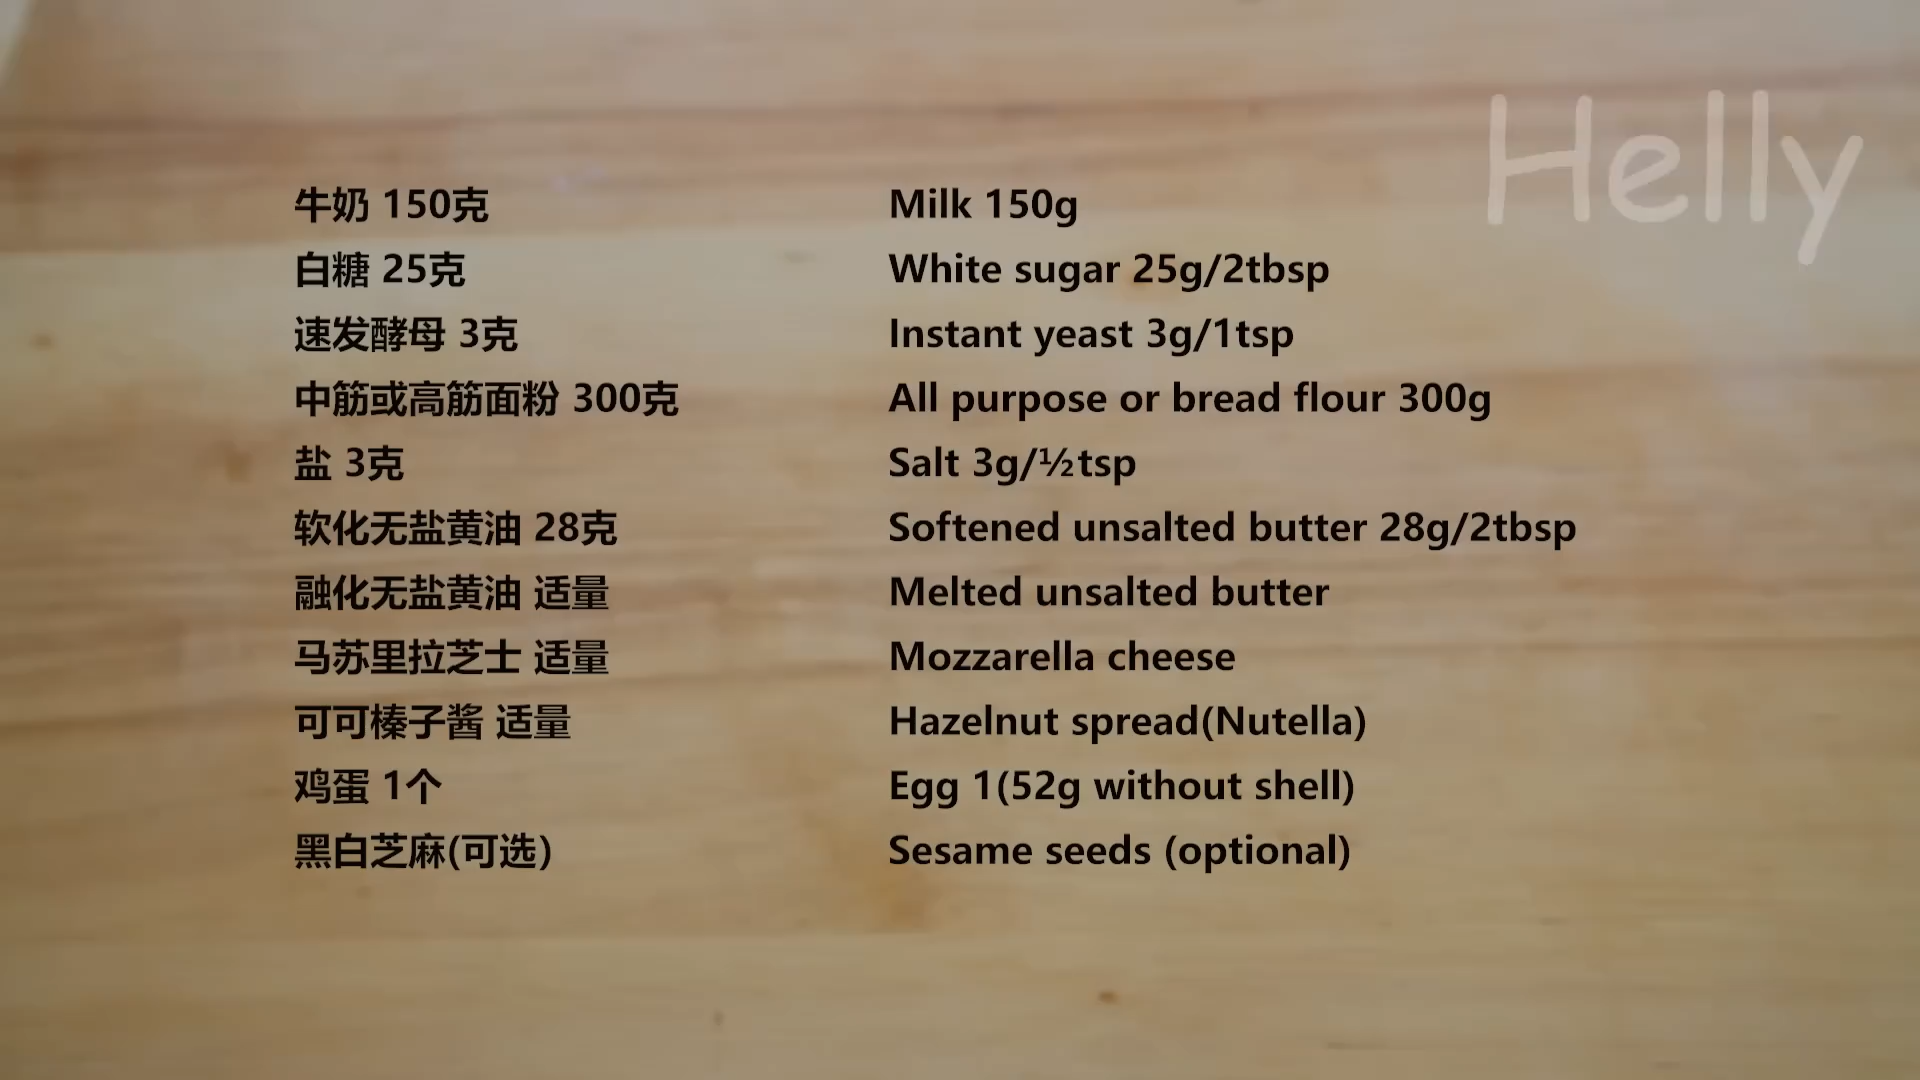 Helly
牛奶 150克
Milk 150g
白糖 25克
White sugar 25g/2tbsp
速发酵母 3克
Instant yeast 3g/1tsp
中筋或高筋面粉 300克
All purpose or bread flour 300g
盐 3克
Salt 3g/½tsp
软化无盐黄油 28克
Softened unsalted butter 28g/2tbsp
融化无盐黄油 适量
Melted unsalted butter
马苏里拉芝士 适量
Mozzarella cheese
可可榛子酱 适量
Hazelnut spread(Nutella)
鸡蛋 1个
Egg 1(52g without shell)
黑白芝麻(可选)
Sesame seeds (optional)